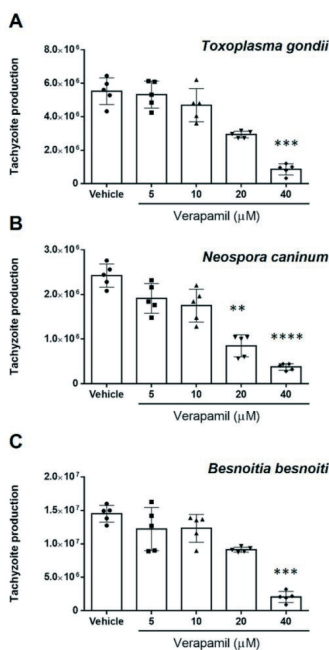 A
Toxoplasma gondii
Tachyzoite production
8.0×10⁶
6.0×10⁶
4.0×10⁶
2.0×10⁶
0
***
Vehicle 5 10 20 40
Verapamil (μM)
B
Neospora caninum
Tachyzoite production
3.0×10⁶
2.0×10⁶
1.0×10⁶
0
**
****
Vehicle 5 10 20 40
Verapamil (μM)
C
Besnoitia besnoiti
Tachyzoite production
2.0×10⁷
1.5×10⁷
1.0×10⁷
5.0×10⁶
0
***
Vehicle 5 10 20 40
Verapamil (μM)